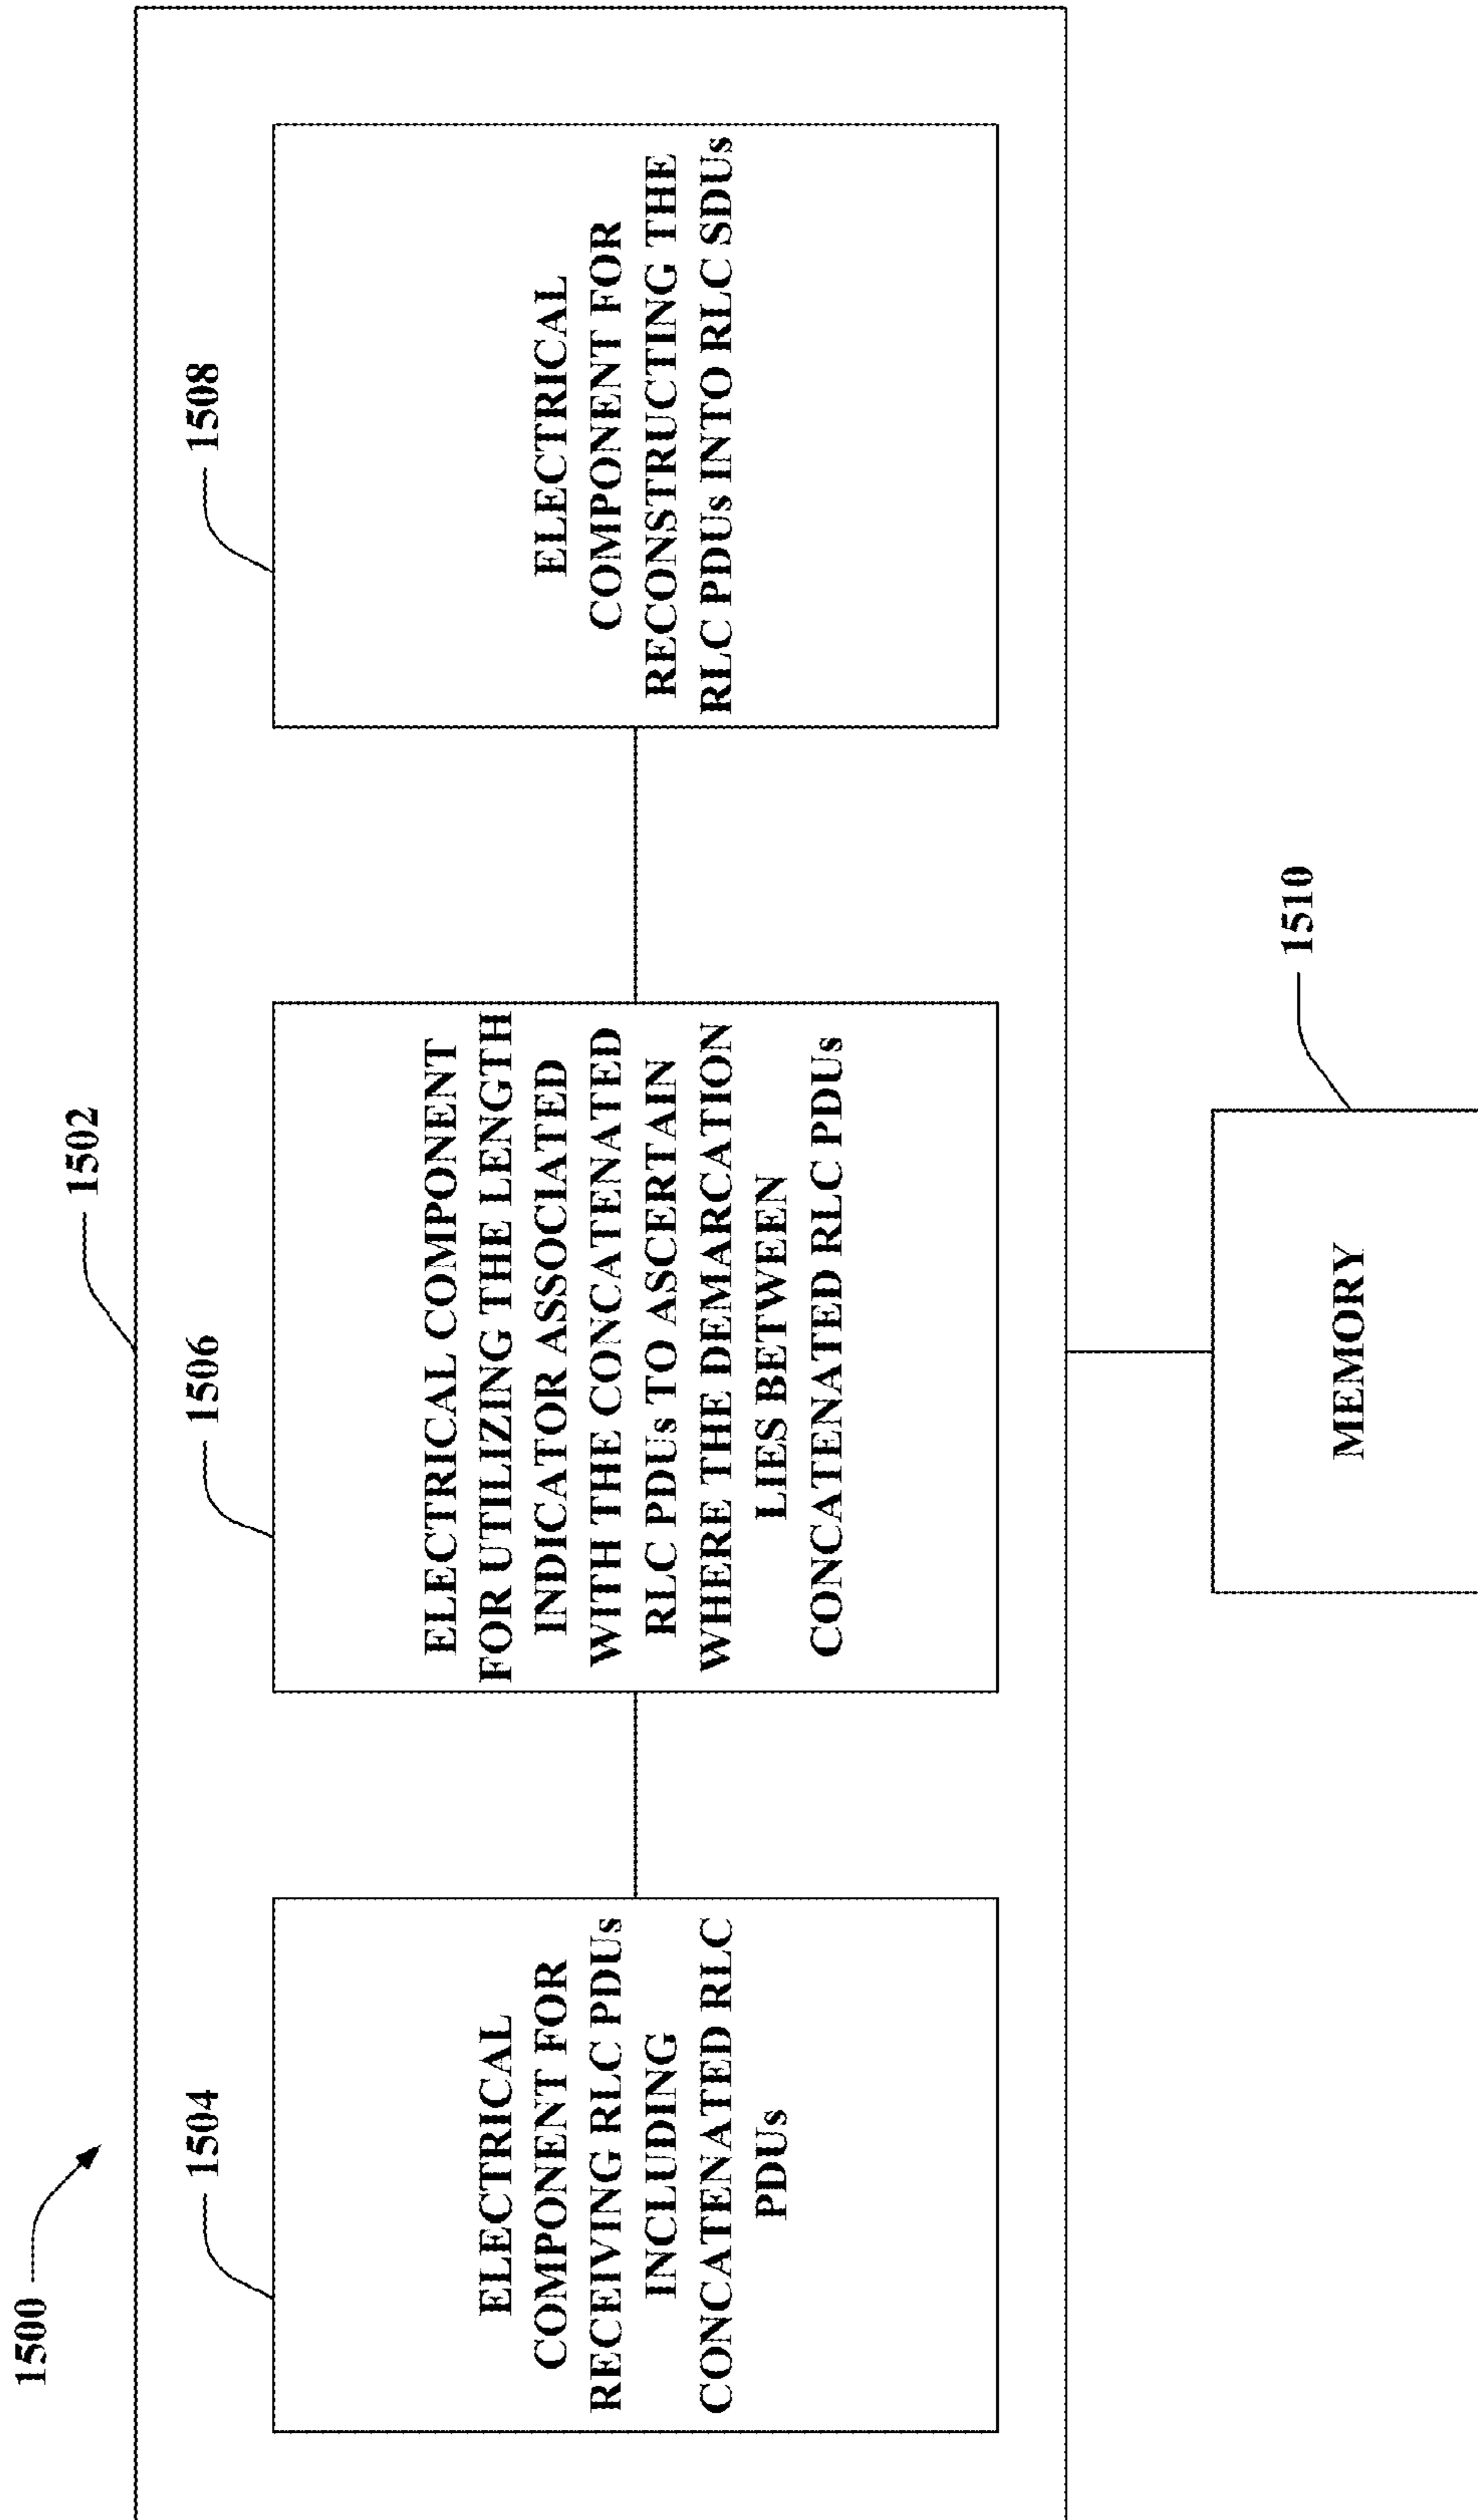 1500
1502
1504
ELECTRICAL
COMPONENT FOR
RECEIVING RLC PDUs
INCLUDING
CONCATENATED RLC
PDUs
1506
ELECTRICAL COMPONENT
FOR UTILIZING THE LENGTH
INDICATOR ASSOCIATED
WITH THE CONCATENATED
RLC PDUs TO ASCERTAIN
WHERE THE DEMARCATION
LIES BETWEEN
CONCATENATED RLC PDUs
1508
ELECTRICAL
COMPONENT FOR
RECONSTRUCTING THE
RLC PDUs INTO RLC SDUs
1510
MEMORY